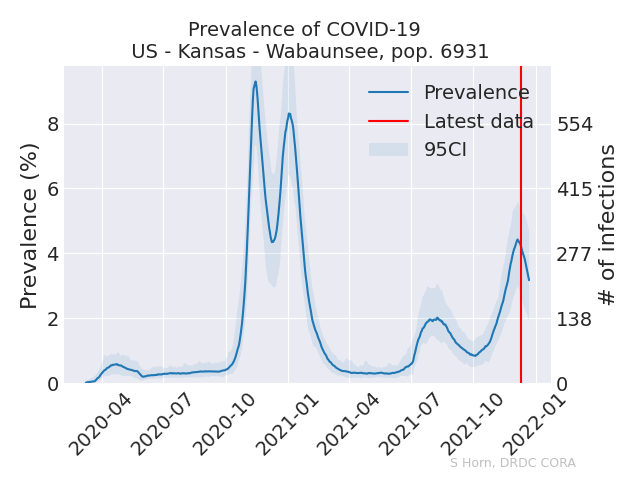 Prevalence of COVID-19
US - Kansas - Wabaunsee, pop. 6931
Prevalence
Latest data
95CI
Prevalence (%)
8
6
4
2
0
# of infections
554
415
277
138
0
2020-04
2020-07
2020-10
2021-01
2021-04
2021-07
2021-10
2022-01
S Horn, DRDC CORA